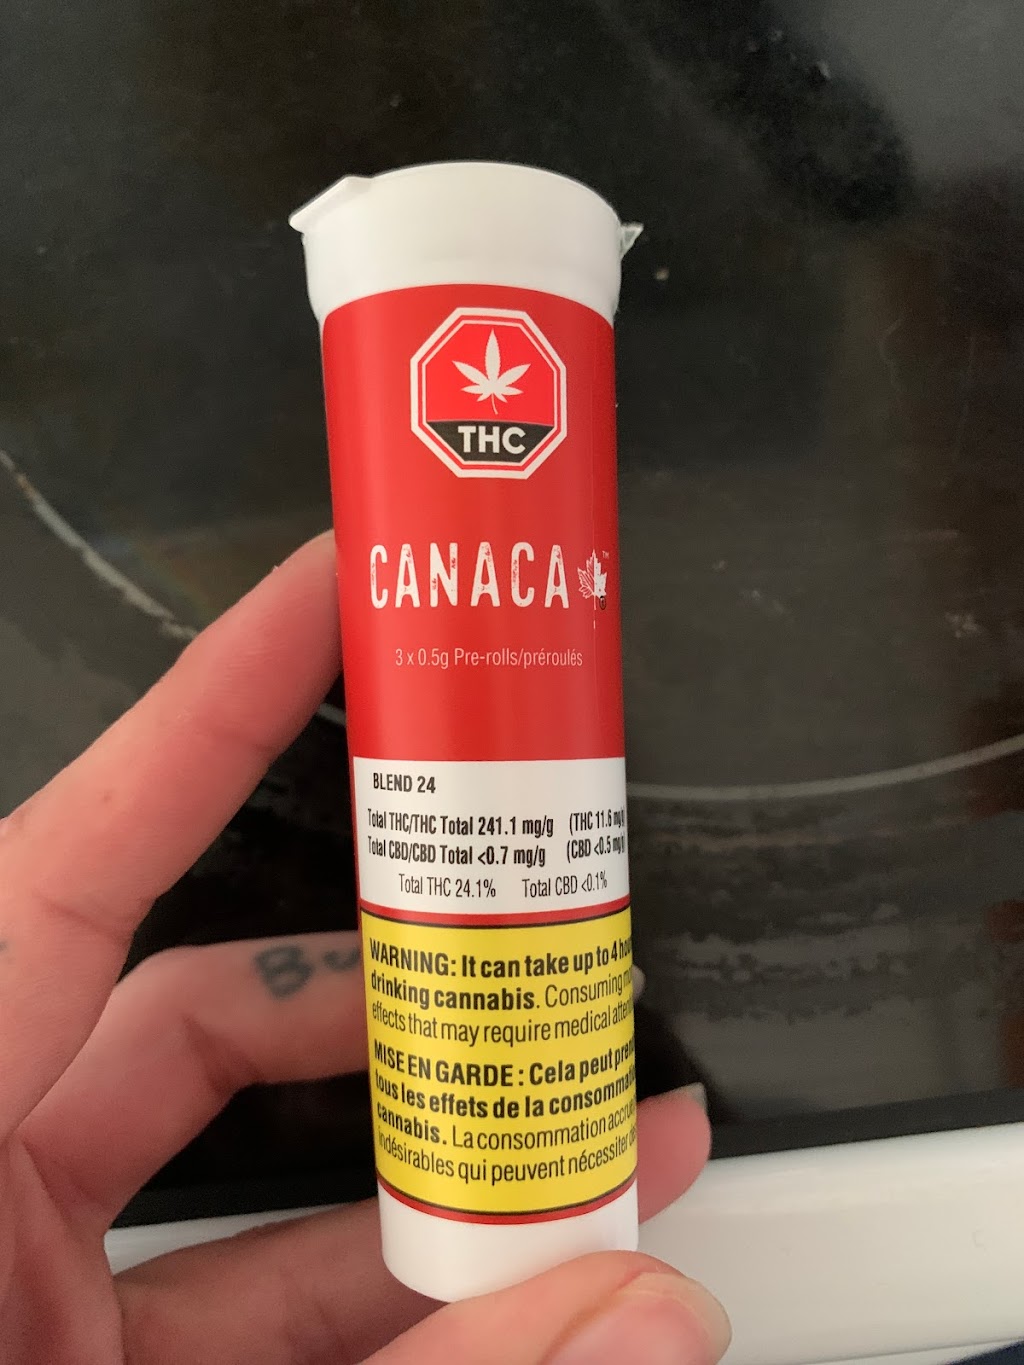 THC
CANACA™
3 x 0.5g Pre-rolls/préroulés
BLEND 24
Total THC/THC Total 241.1 mg/g (THC 11.6 mg/g
Total CBD/CBD Total <0.7 mg/g (CBD <0.5 mg/g
Total THC 24.1% Total CBD <0.1%
WARNING: It can take up to 4
drinking cannabis. Consuming
effects that may require medical
MISE EN GARDE : Cela peut
tous les effets de la
cannabis. La consommation
indésirables qui peuvent nécessiter